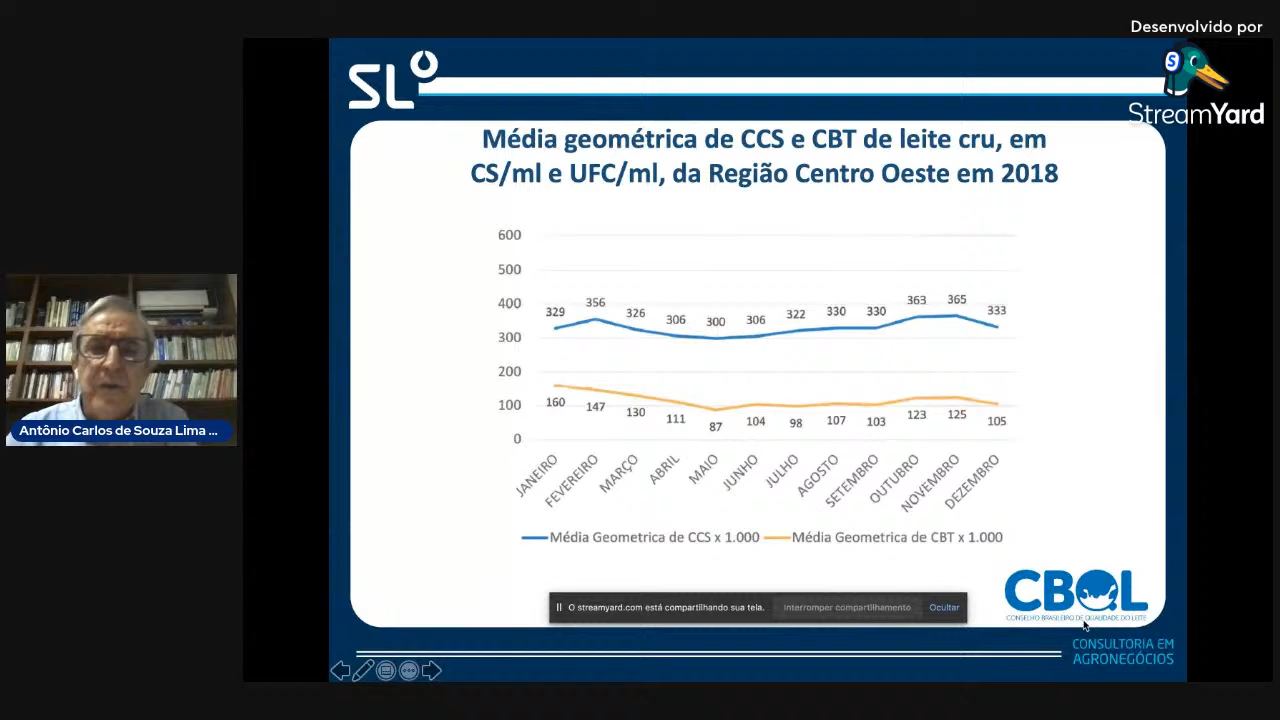 Desenvolvido por
S
StreamYard
SL
Média geométrica de CCS e CBT de leite cru, em
CS/ml e UFC/ml, da Região Centro Oeste em 2018
600
500
400
300
200
100
0
329 356 326 306 300 306 322 330 330 363 365 333
160 147 130 111 87 104 98 107 103 123 125 105
JANEIRO FEVEREIRO MARÇO ABRIL MAIO JUNHO JULHO AGOSTO SETEMBRO OUTUBRO NOVEMBRO DEZEMBRO
Média Geometrica de CCS x 1.000 Média Geometrica de CBT x 1.000
Antônio Carlos de Souza Lima ...
O streamyard.com está compartilhando sua tela. Interromper compartilhamento Ocultar
CBQL
CONSELHO BRASILEIRO DE QUALIDADE DO LEITE
CONSULTORIA EM
AGRONEGÓCIOS